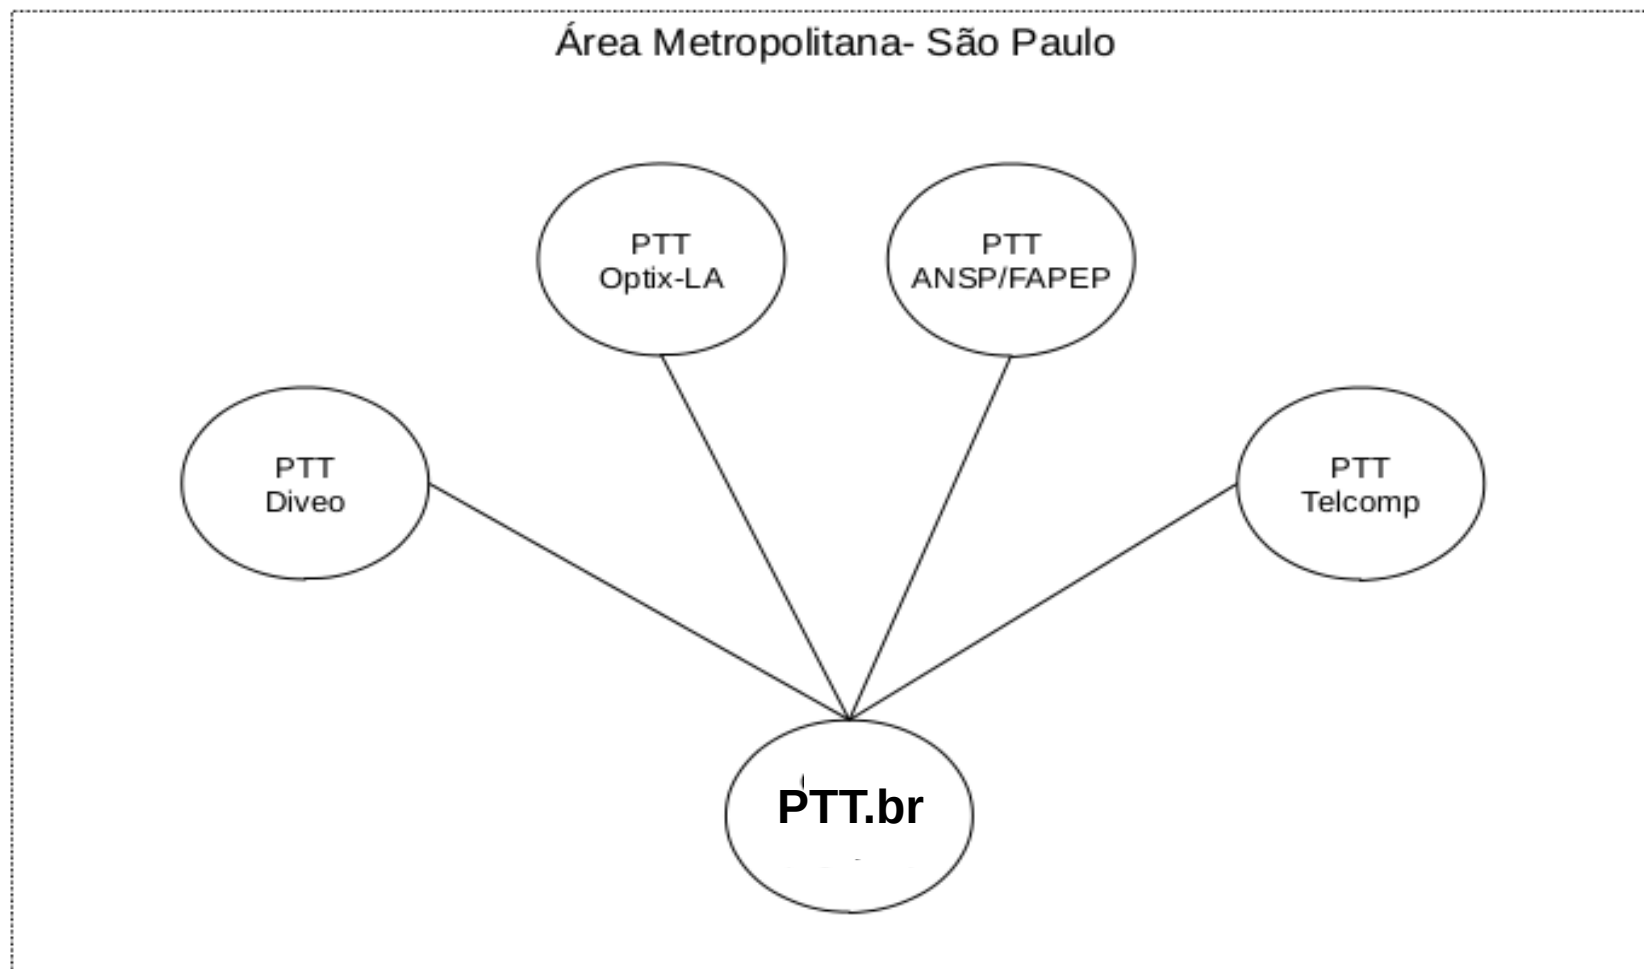 Área Metropolitana- São Paulo
PTT
Optix-LA
PTT
ANSP/FAPEP
PTT
Diveo
PTT
Telcomp
PTT.br